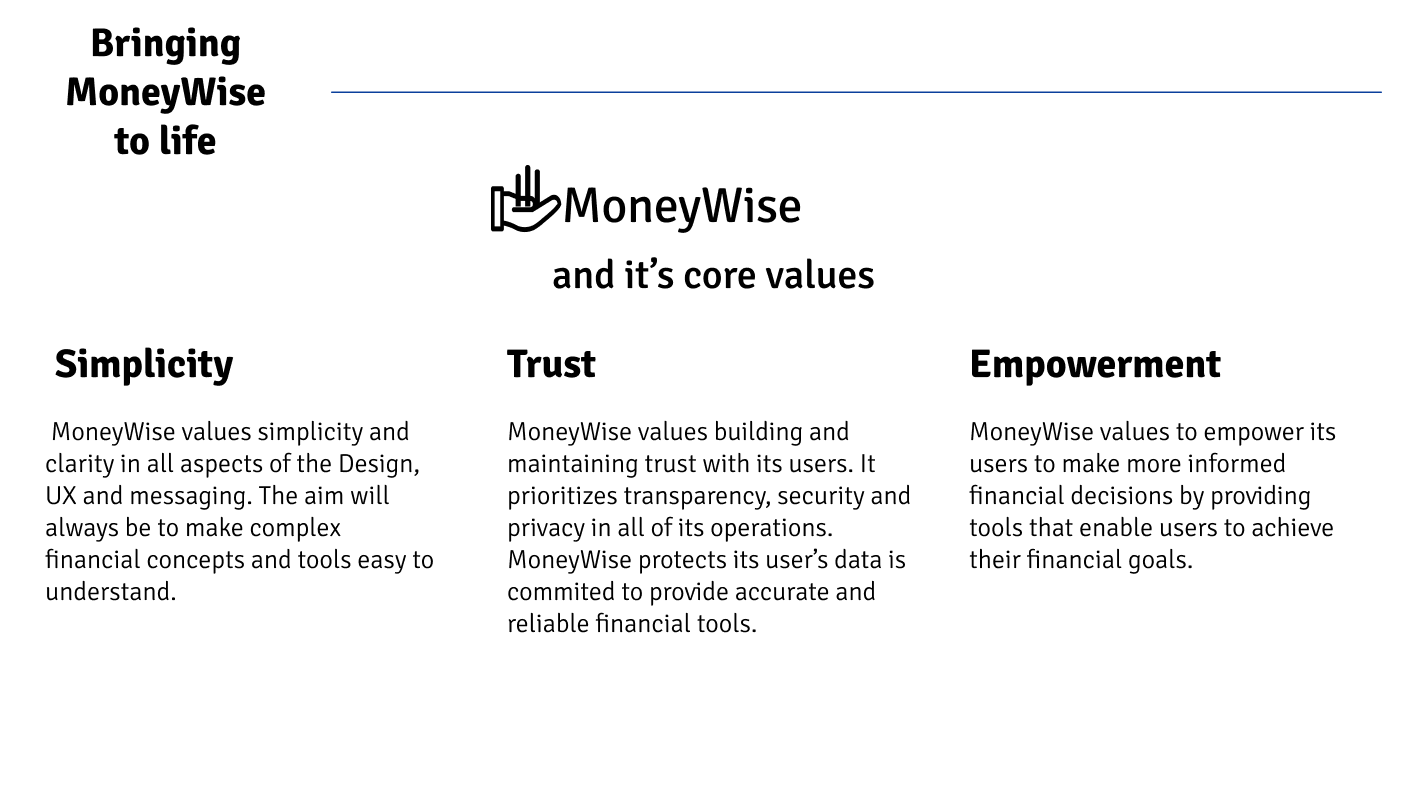 Bringing
MoneyWise
to life
MoneyWise
and it’s core values
Simplicity
MoneyWise values simplicity and
clarity in all aspects of the Design,
UX and messaging. The aim will
always be to make complex
financial concepts and tools easy to
understand.
Trust
MoneyWise values building and
maintaining trust with its users. It
prioritizes transparency, security and
privacy in all of its operations.
MoneyWise protects its user’s data is
commited to provide accurate and
reliable financial tools.
Empowerment
MoneyWise values to empower its
users to make more informed
financial decisions by providing
tools that enable users to achieve
their financial goals.